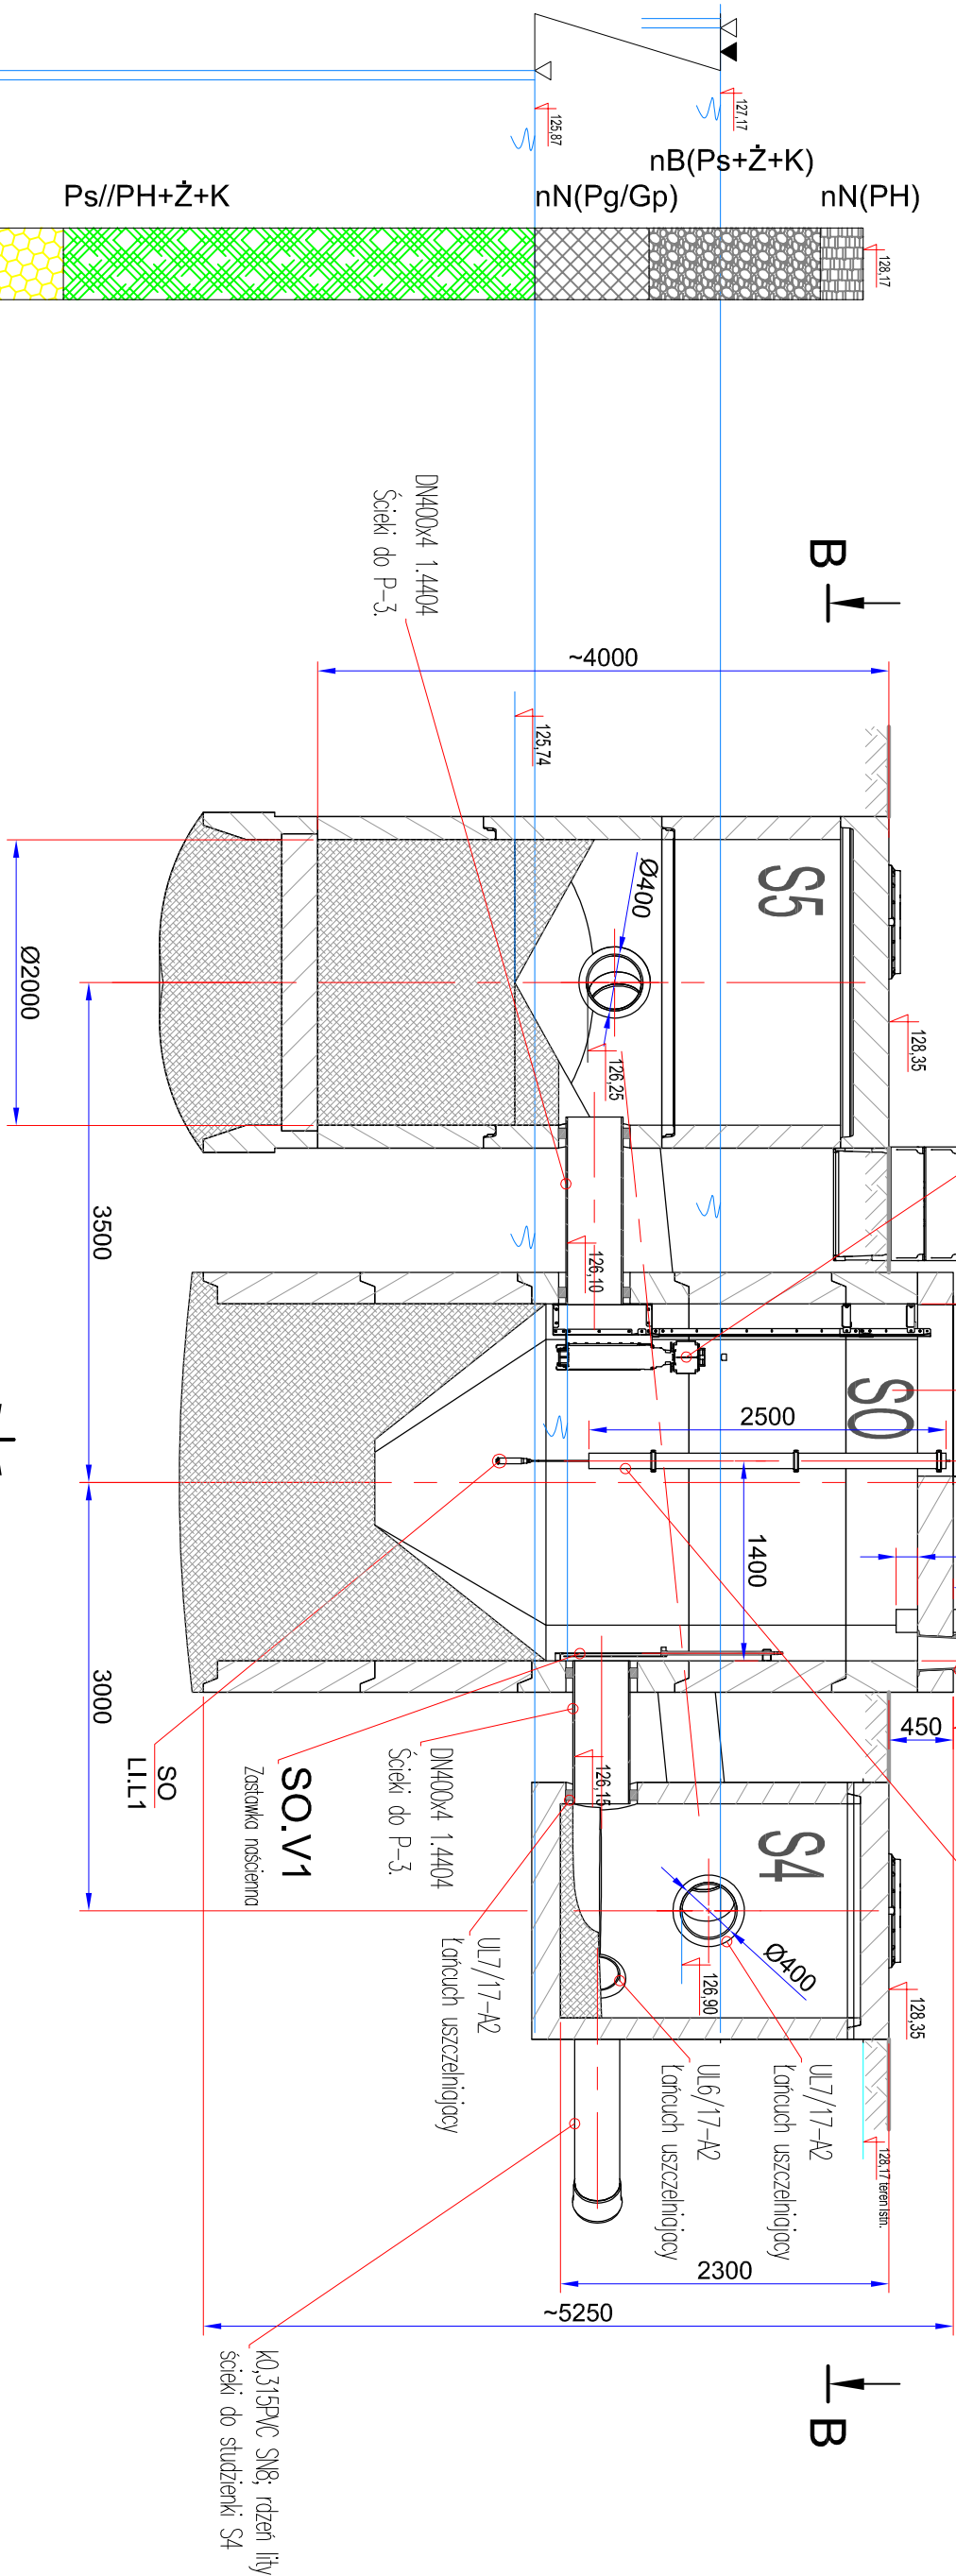 127,17
125,87
nB(Ps+Ż+K)
Ps//PH+Ż+K
nN(Pg/Gp)
nN(PH)
128,17
DN400x4 1.4404
Ścieki do P-3.
B
~4000
125,74
S5
Ø400
Ø2000
128,35
126,25
3500
126,10
SO
2500
1400
3000
450
SO
LI.L1
SO.V1
Zastawka naścienna
DN400x4 1.4404
Ścieki do P-3.
126,15
S4
UL7/17-A2
Łańcuch uszczelniający
Ø400
126,90
128,35
UL7/17-A2
Łańcuch uszczelniający
UL6/17-A2
Łańcuch uszczelniający
128,17 teren istn.
2300
~5250
k0,315PVC SN8; rdzeń lity
ścieki do studzienki S4
B